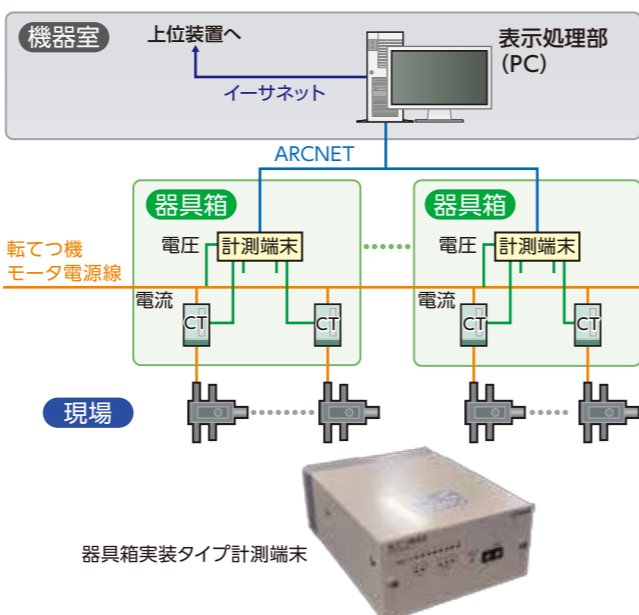 機器室
上位装置へ
表示処理部
(PC)
イーサネット
ARCNET
器具箱
器具箱
電圧
計測端末
電圧
計測端末
転てつ機
モータ電源線
電流
電流
CT
CT
CT
CT
現場
器具箱実装タイプ計測端末